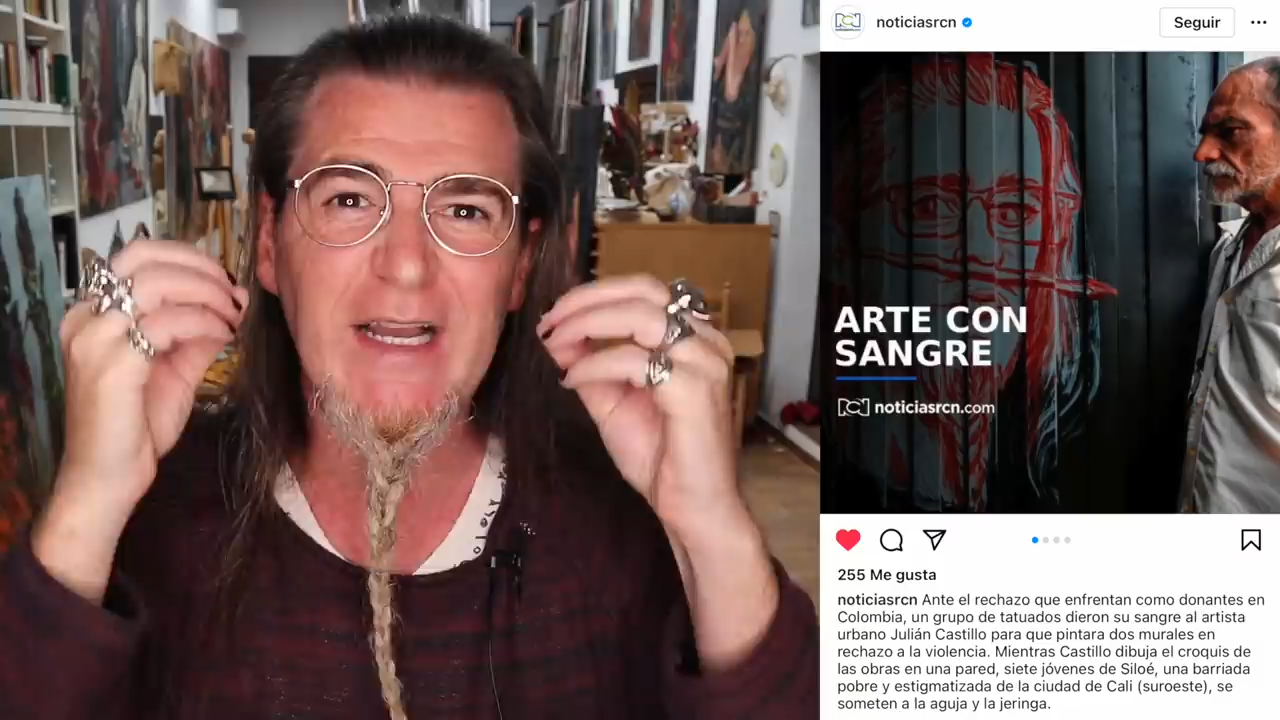 noticiasrcn
Seguir
ARTE CON
SANGRE
noticiasrcn.com
255 Me gusta
noticiasrcn Ante el rechazo que enfrentan como donantes en
Colombia, un grupo de tatuados dieron su sangre al artista
urbano Julián Castillo para que pintara dos murales en
rechazo a la violencia. Mientras Castillo dibuja el croquis de
las obras en una pared, siete jóvenes de Siloé, una barriada
pobre y estigmatizada de la ciudad de Cali (suroeste), se
someten a la aguja y la jeringa.